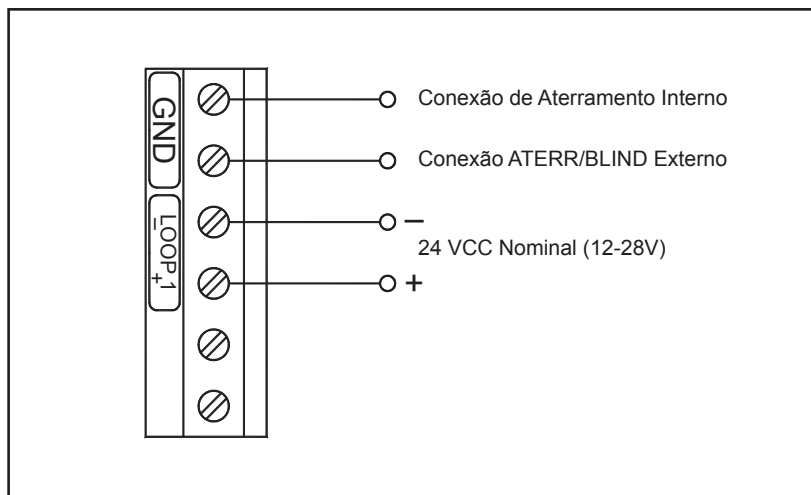 GND
LOOP 1
− +
Conexão de Aterramento Interno
Conexão ATERR/BLIND Externo
−
24 VCC Nominal (12-28V)
+